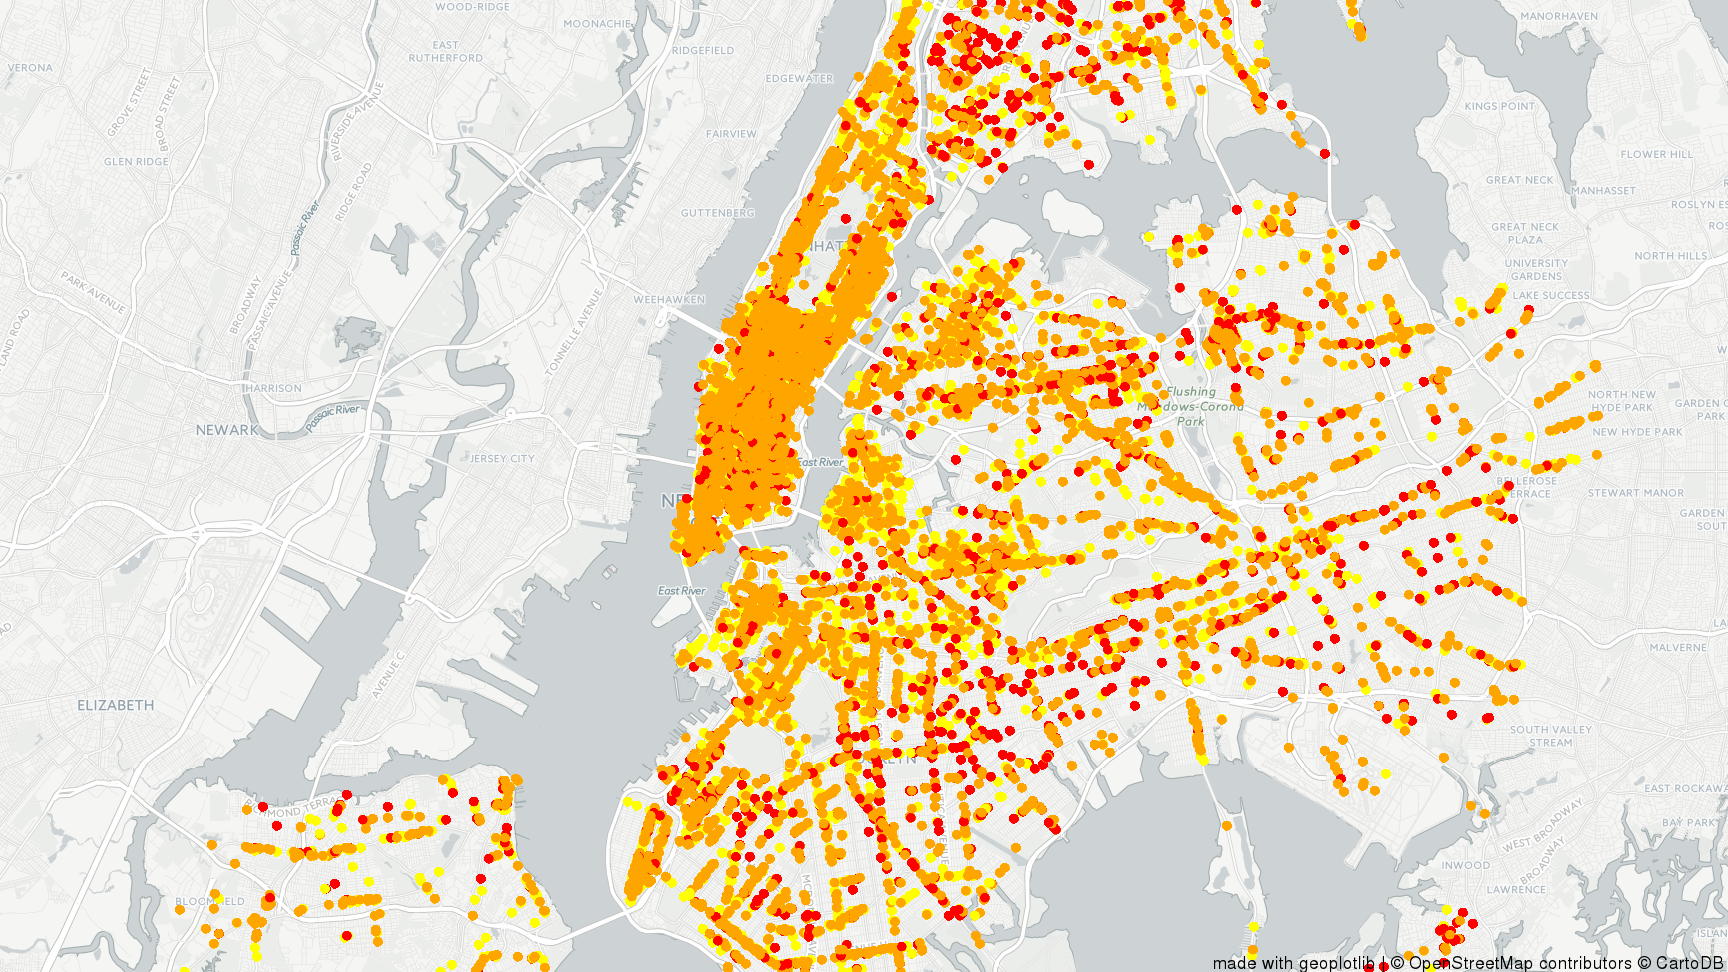 WOOD-RIDGE
MANORHAVEN
MOONACHIE
EAST
RUTHERFORD
RIDGEFIELD
VERONA
EDGEWATER
GROVE STREET
BROAD STREET
RIVERSIDE AVENUE
KINGS POINT
FAIRVIEW
GLEN RIDGE
FLOWER HILL
RIDGE ROAD
GREAT NECK
MANHASSET
ROSLYN ES
GUTTENBERG
Passaic River
GREAT NECK
PLAZA
NORTH HILLS
UNIVERSITY
GARDENS
PARK AVENUE
BROADWAY
PASSAIC AVENUE
WEEHAWKEN
LAKE SUCCESS
TONNELLE AVENUE
HARRISON
Flushing
Meadows-Corona
Park
NORTH NEW
HYDE PARK
GARDEN C
PARK
Passaic River
NEWARK
NEW HYDE PARK
JERSEY CITY
East River
BELLEROSE
TERRACE
STEWART MANOR
GARDEN
SOUT
East River
MALVERNE
AVENUE C
ELIZABETH
SOUTH VALLEY
STREAM
EAST ROCKAWA
RICHMOND TERRA
BAY PARK
WEST BROADWAY
INWOOD
BROADWAY
LAWRENCE
BLOOMFIELD
ISLAN
made with geoplotlib | © OpenStreetMap contributors © CartoDB